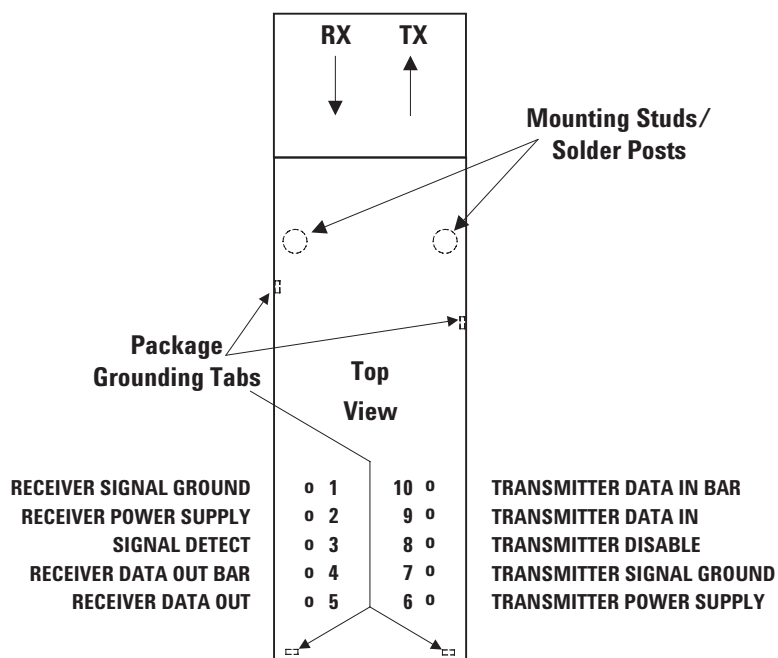 RX TX
Mounting Studs/
Solder Posts
Package
Grounding Tabs
Top
View
RECEIVER SIGNAL GROUND o 1 10 o TRANSMITTER DATA IN BAR
RECEIVER POWER SUPPLY o 2 9 o TRANSMITTER DATA IN
SIGNAL DETECT o 3 8 o TRANSMITTER DISABLE
RECEIVER DATA OUT BAR o 4 7 o TRANSMITTER SIGNAL GROUND
RECEIVER DATA OUT o 5 6 o TRANSMITTER POWER SUPPLY